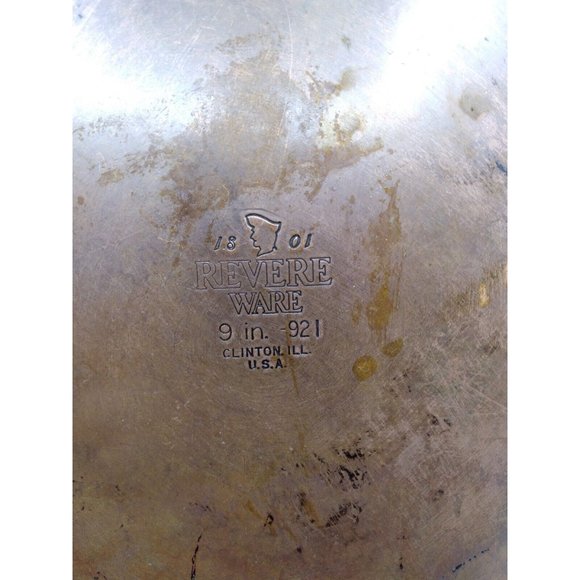 18 01
REVERE
WARE
9 in. -921
CLINTON, ILL.
U.S.A.